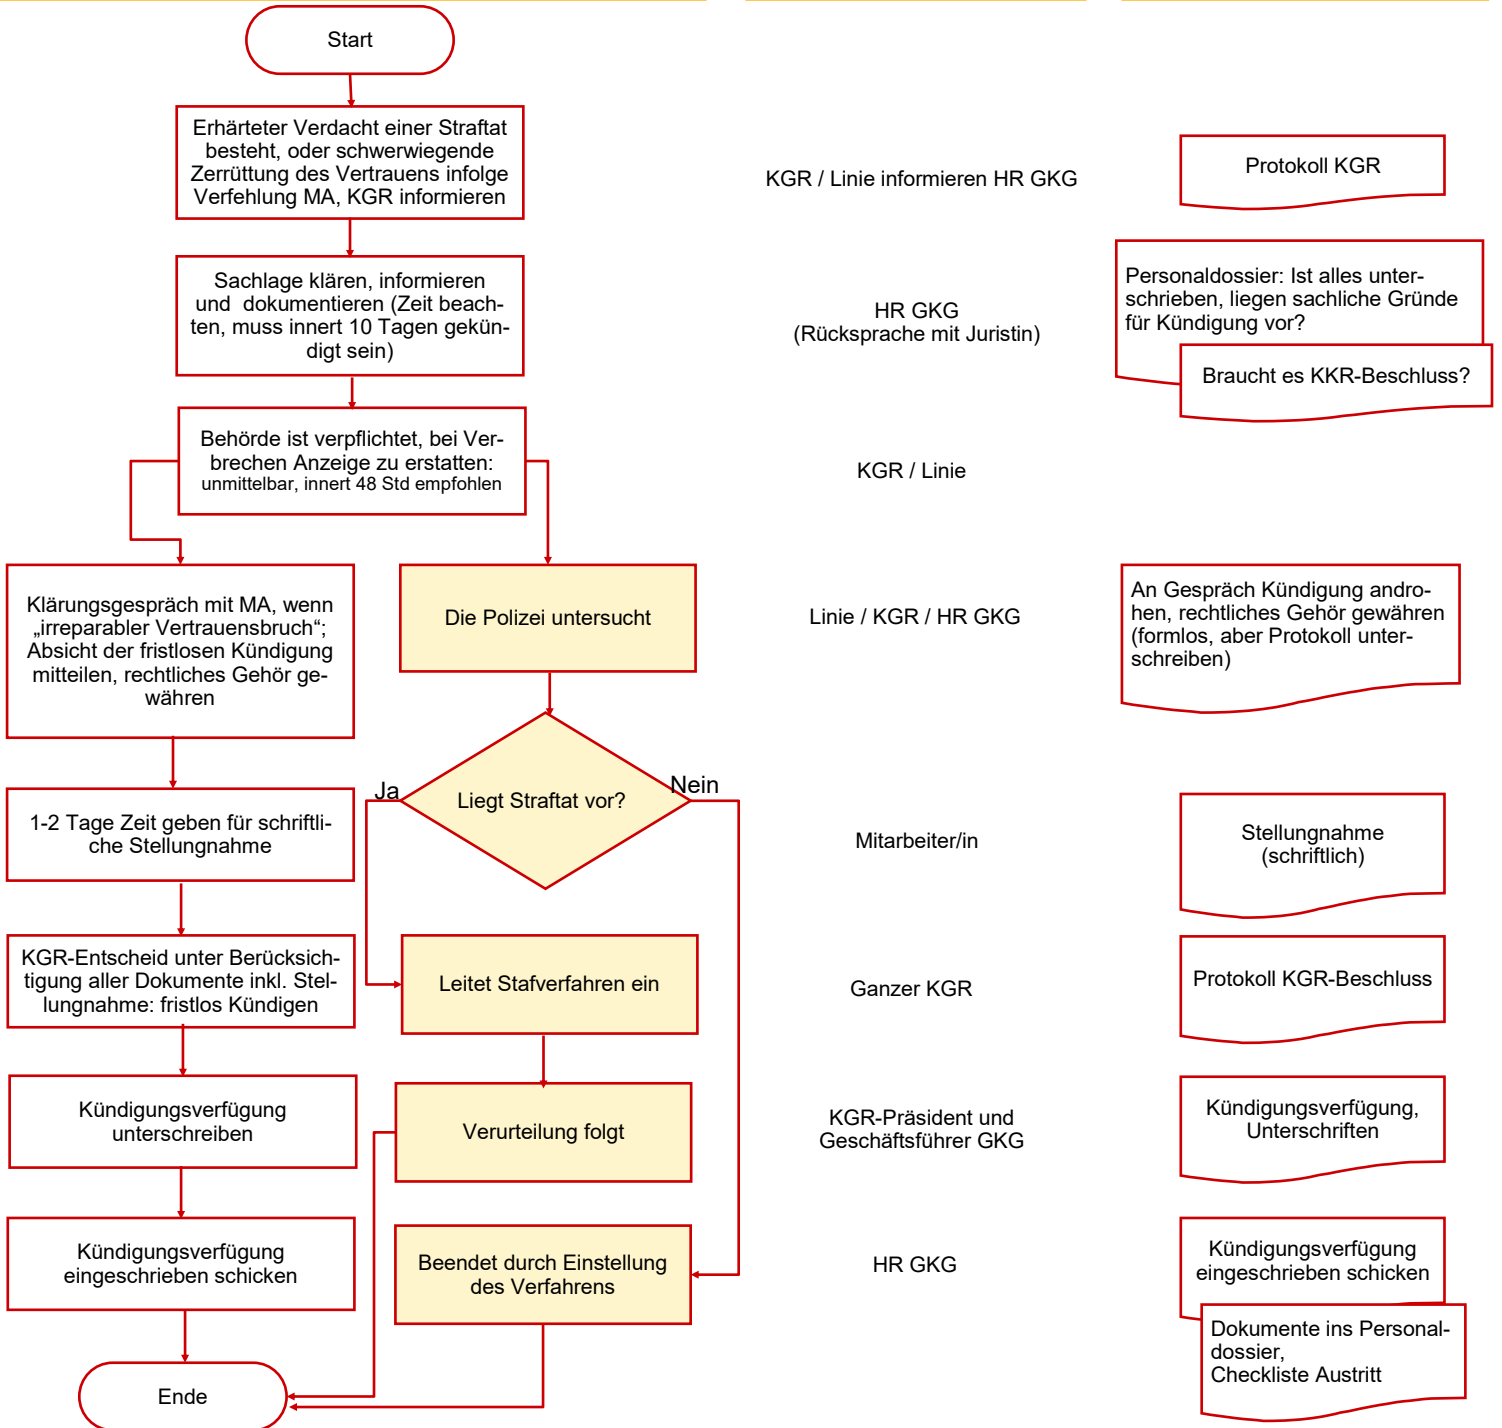 Start
Erhärteter Verdacht einer Straftat
besteht, oder schwerwiegende
Zerrüttung des Vertrauens infolge
Verfehlung MA, KGR informieren
KGR / Linie informieren HR GKG
Protokoll KGR
Sachlage klären, informieren
und dokumentieren (Zeit beach-
ten, muss innert 10 Tagen gekün-
digt sein)
HR GKG
(Rücksprache mit Juristin)
Personaldossier: Ist alles unter-
schrieben, liegen sachliche Gründe
für Kündigung vor?
Braucht es KKR-Beschluss?
Behörde ist verpflichtet, bei Ver-
brechen Anzeige zu erstatten:
unmittelbar, innert 48 Std empfohlen
KGR / Linie
Klärungsgespräch mit MA, wenn
„irreparabler Vertrauensbruch“;
Absicht der fristlosen Kündigung
mitteilen, rechtliches Gehör ge-
währen
Die Polizei untersucht
Linie / KGR / HR GKG
An Gespräch Kündigung andro-
hen, rechtliches Gehör gewähren
(formlos, aber Protokoll unter-
schreiben)
Ja
Liegt Straftat vor?
Nein
1-2 Tage Zeit geben für schriftli-
che Stellungnahme
Mitarbeiter/in
Stellungnahme
(schriftlich)
KGR-Entscheid unter Berücksich-
tigung aller Dokumente inkl. Stel-
lungnahme: fristlos Kündigen
Leitet Stafverfahren ein
Ganzer KGR
Protokoll KGR-Beschluss
Kündigungsverfügung
unterschreiben
Verurteilung folgt
KGR-Präsident und
Geschäftsführer GKG
Kündigungsverfügung,
Unterschriften
Kündigungsverfügung
eingeschrieben schicken
Beendet durch Einstellung
des Verfahrens
HR GKG
Kündigungsverfügung
eingeschrieben schicken
Dokumente ins Personal-
dossier,
Checkliste Austritt
Ende